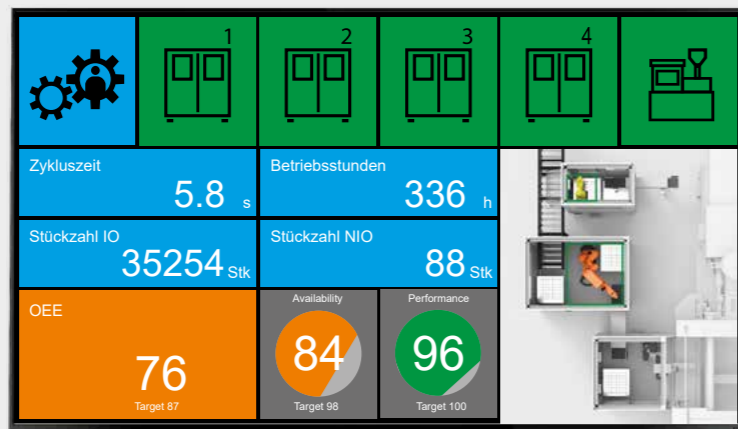 1
2
3
4
Zykluszeit
5.8 s
Betriebsstunden
336 h
Stückzahl IO
35254 Stk
Stückzahl NIO
88 Stk
OEE
76
Target 87
Availability
84
Target 98
Performance
96
Target 100